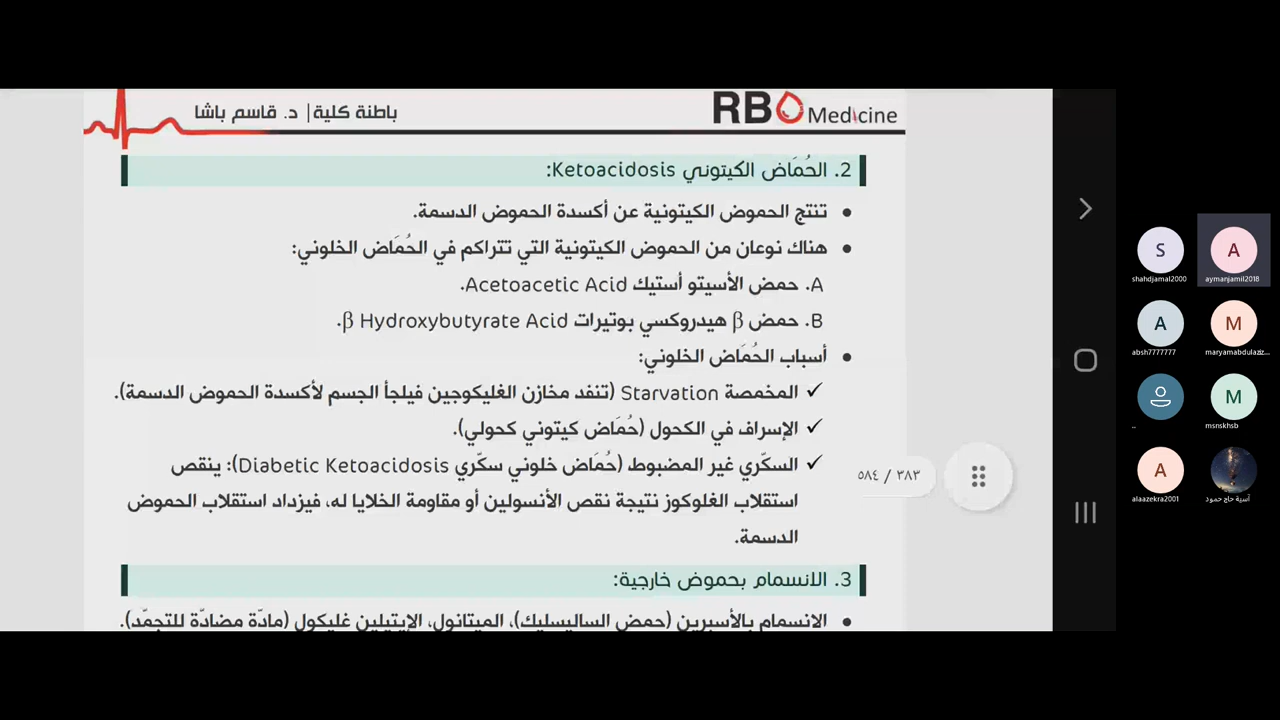 باطنة كلية| د. قاسم باشا
RBO Medicine
2. الحُمَاض الكيتوني Ketoacidosis:
• تنتج الحموض الكيتونية عن أكسدة الحموض الدسمة.
• هناك نوعان من الحموض الكيتونية التي تتراكم في الحُمَاض الخلوني:
A. حمض الأسيتو أستيك Acetoacetic Acid.
B. حمض β هيدروكسي بوتيرات β Hydroxybutyrate Acid.
• أسباب الحُمَاض الخلوني:
✓ المخمصة Starvation (تنفد مخازن الغليكوجين فيلجأ الجسم لأكسدة الحموض الدسمة).
✓ الإسراف في الكحول (حُمَاض كيتوني كحولي).
✓ السكّري غير المضبوط (حُمَاض خلوني سكّري Diabetic Ketoacidosis): ينقص
استقلاب الغلوكوز نتيجة نقص الأنسولين أو مقاومة الخلايا له، فيزداد استقلاب الحموض
الدسمة.
٣٨٣ / ٥٨٤
3. الانسمام بحموض خارجية:
• الانسمام بالأسبرين (حمض الساليسليك)، الميتانول، الإيتيلين غليكول (مادّة مضادّة للتجمّد).
S
shahdjamal2000
A
aymanjamil2018
A
absh7777777
M
maryamabdulaziz...
..
M
msnskhsb
A
alaazekra2001
آسية حاج حمود